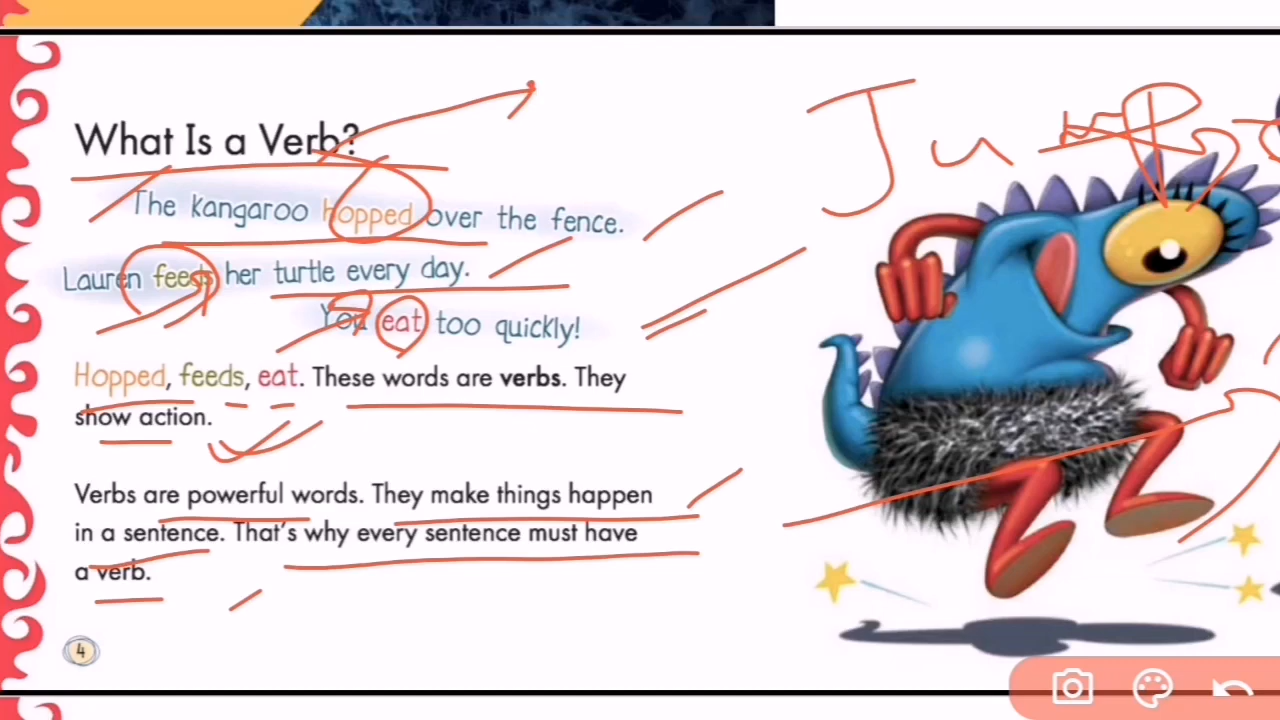 What Is a Verb?
The kangaroo hopped over the fence.
Lauren feeds her turtle every day.
You eat too quickly!
Hopped, feeds, eat. These words are verbs. They
show action.
Verbs are powerful words. They make things happen
in a sentence. That's why every sentence must have
a verb.
4